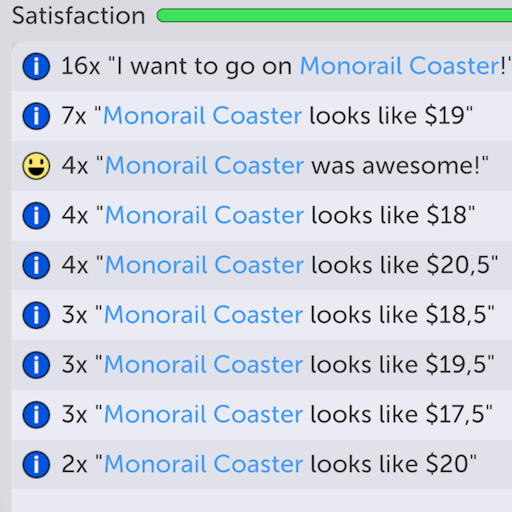 Satisfaction
16x "I want to go on Monorail Coaster!"
7x "Monorail Coaster looks like $19"
4x "Monorail Coaster was awesome!"
4x "Monorail Coaster looks like $18"
4x "Monorail Coaster looks like $20,5"
3x "Monorail Coaster looks like $18,5"
3x "Monorail Coaster looks like $19,5"
3x "Monorail Coaster looks like $17,5"
2x "Monorail Coaster looks like $20"